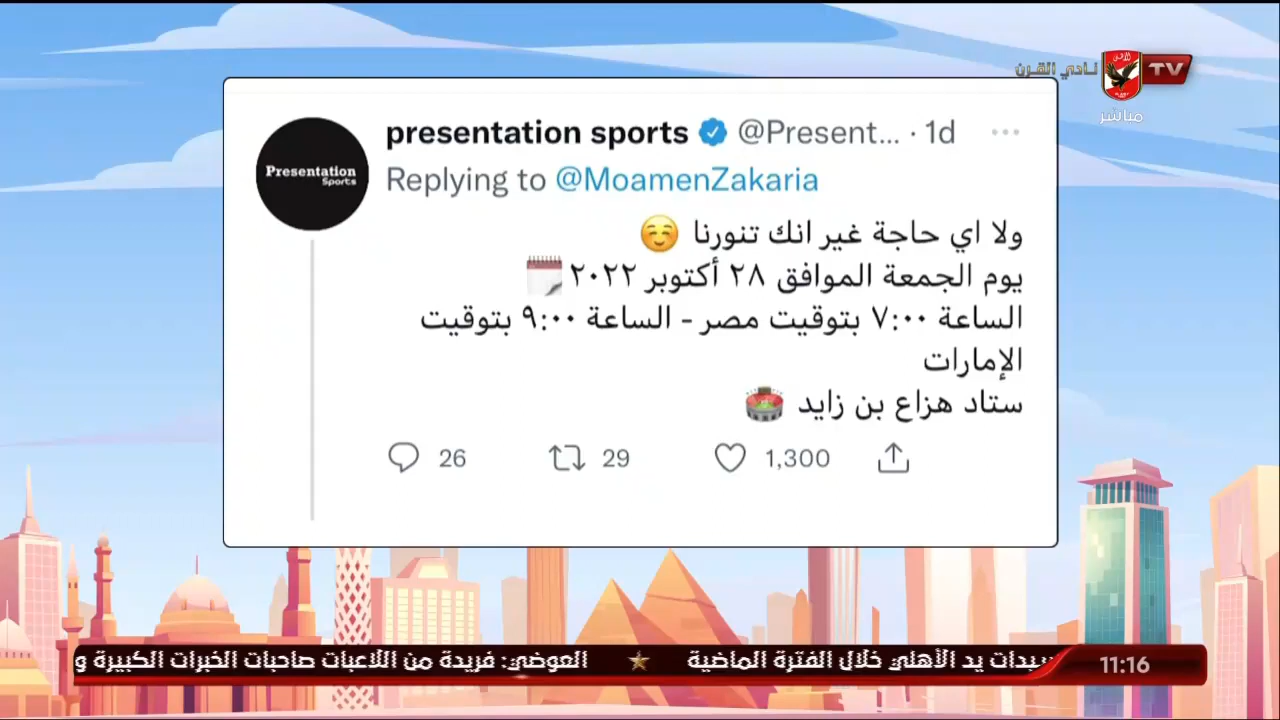 نادي القرن
TV
مباشر
presentation sports @Present... · 1d
Presentation
Sports
Replying to @MoamenZakaria
ولا اي حاجة غير انك تنورنا ☺️
يوم الجمعة الموافق ٢٨ أكتوبر ٢٠٢٢ 🗓️
الساعة ٧:٠٠ بتوقيت مصر - الساعة ٩:٠٠ بتوقيت
الإمارات
ستاد هزاع بن زايد 🏟️
26 29 1,300
سيدات يد الأهلي خلال الفترة الماضية ★ العوضي: فريدة من اللاعبات صاحبات الخبرات الكبيرة و
11:16